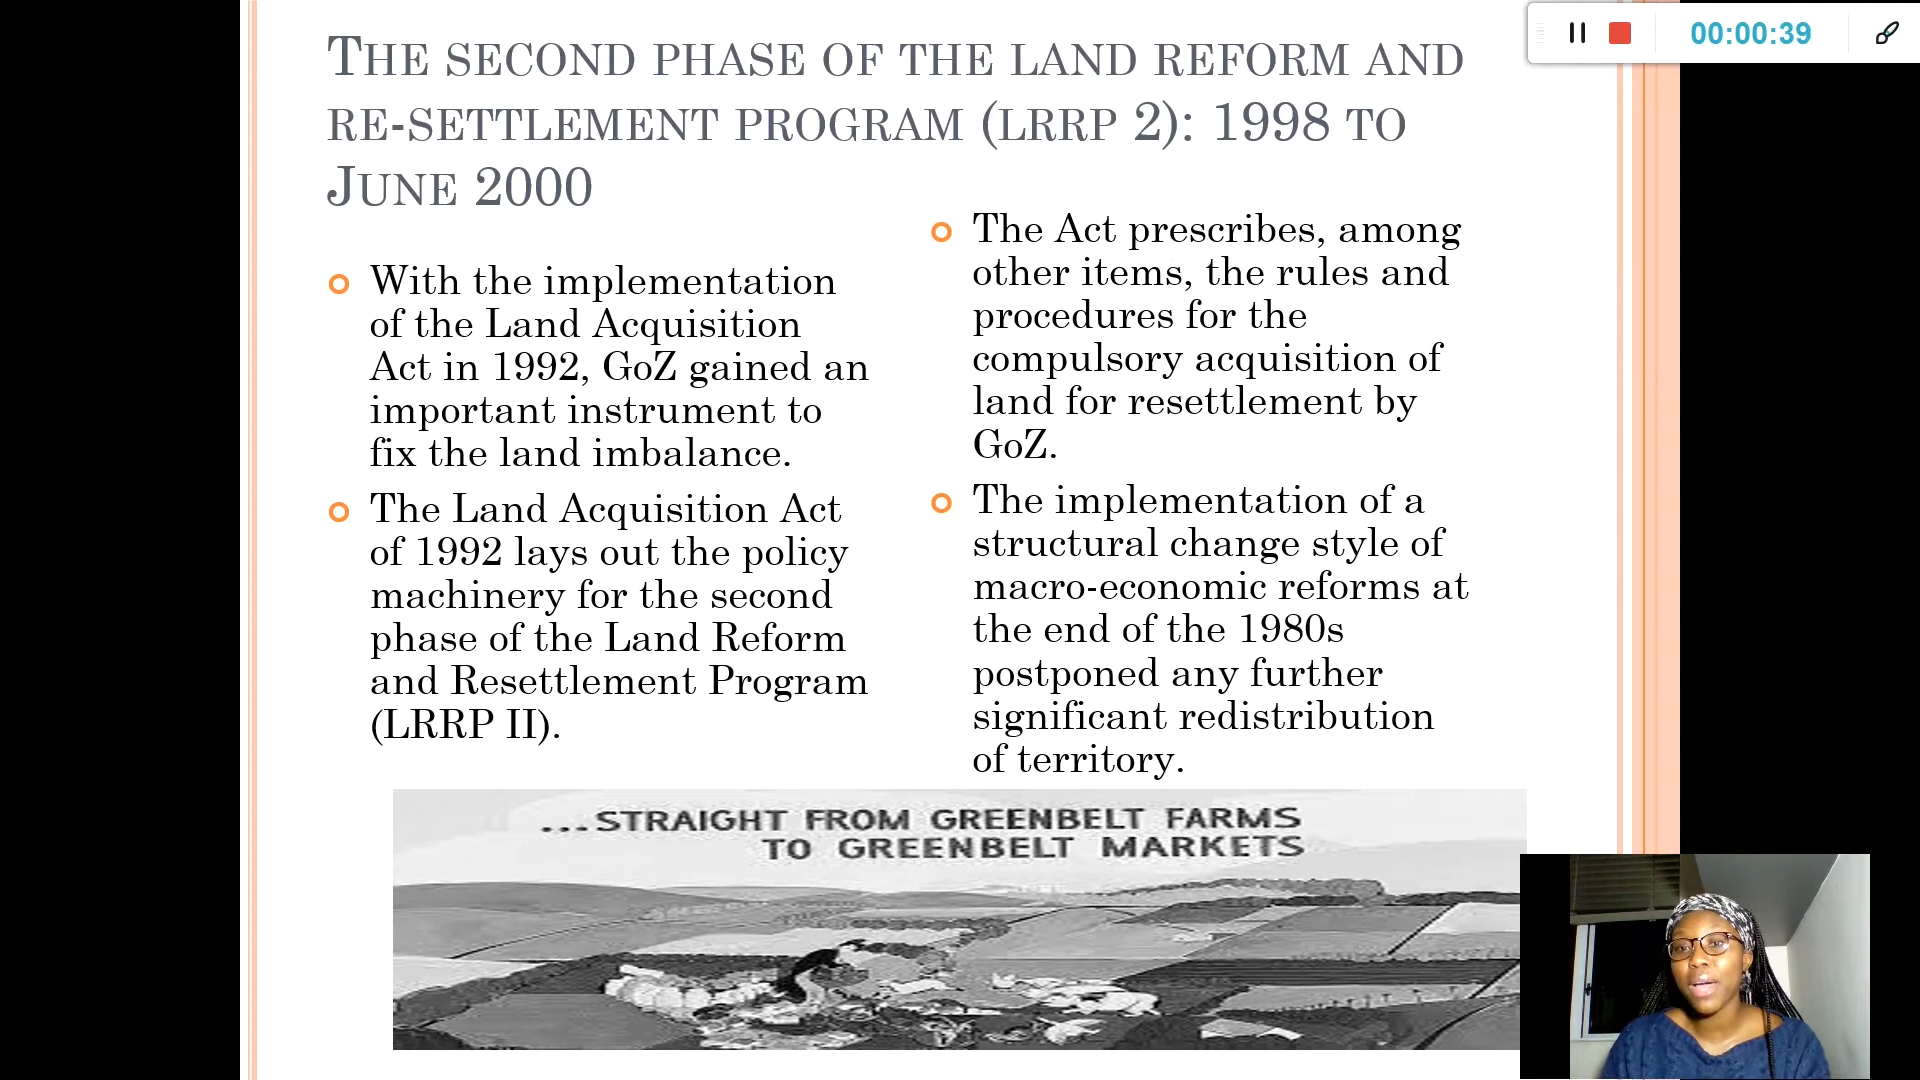 The second phase of the land reform and
re-settlement program (lrrp 2): 1998 to
June 2000
With the implementation
of the Land Acquisition
Act in 1992, GoZ gained an
important instrument to
fix the land imbalance.
The Land Acquisition Act
of 1992 lays out the policy
machinery for the second
phase of the Land Reform
and Resettlement Program
(LRRP II).
The Act prescribes, among
other items, the rules and
procedures for the
compulsory acquisition of
land for resettlement by
GoZ.
The implementation of a
structural change style of
macro-economic reforms at
the end of the 1980s
postponed any further
significant redistribution
of territory.
...STRAIGHT FROM GREENBELT FARMS
TO GREENBELT MARKETS
00:00:39